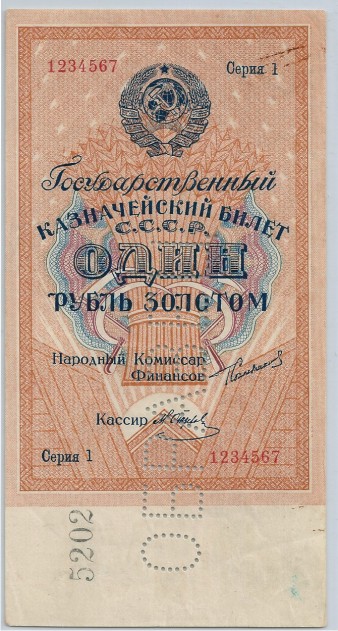 1234567 Серия 1
Государственный
КАЗНАЧЕЙСКИЙ БИЛЕТ
С.С.С.Р.
ОДИН
РУБЛЬ ЗОЛОТОМ
Народный Комиссар
Финансов
Кассир
Серия 1 1234567
5202